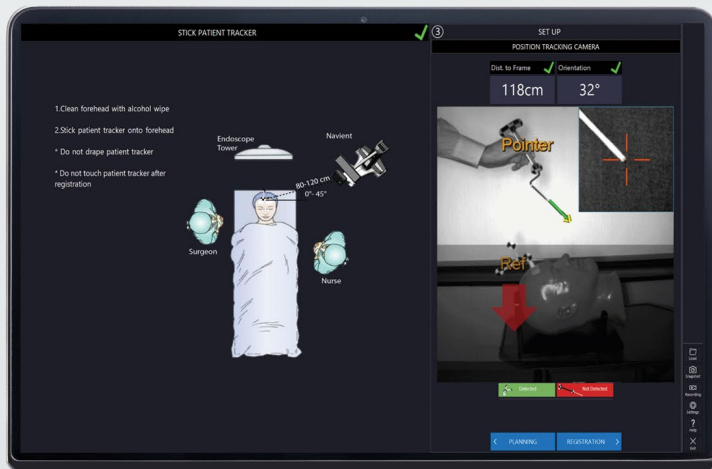 STICK PATIENT TRACKER
1.Clean forehead with alcohol wipe
2.Stick patient tracker onto forehead
* Do not drape patient tracker
* Do not touch patient tracker after
registration
Endoscope
Tower
Navient
80-120 cm
0°- 45°
Surgeon
Nurse
③
SET UP
POSITION TRACKING CAMERA
Dist. to Frame
Orientation
118cm
32°
Pointer
Ref
Detected
Not Detected
< PLANNING
REGISTRATION >
Load
Snapshot
Recording
Settings
? Help
Exit